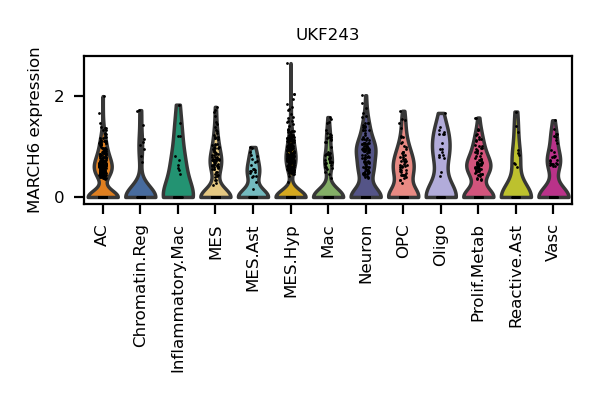 UKF243
MARCH6 expression
2
0
AC
Chromatin.Reg
Inflammatory.Mac
MES
MES.Ast
MES.Hyp
Mac
Neuron
OPC
Oligo
Prolif.Metab
Reactive.Ast
Vasc